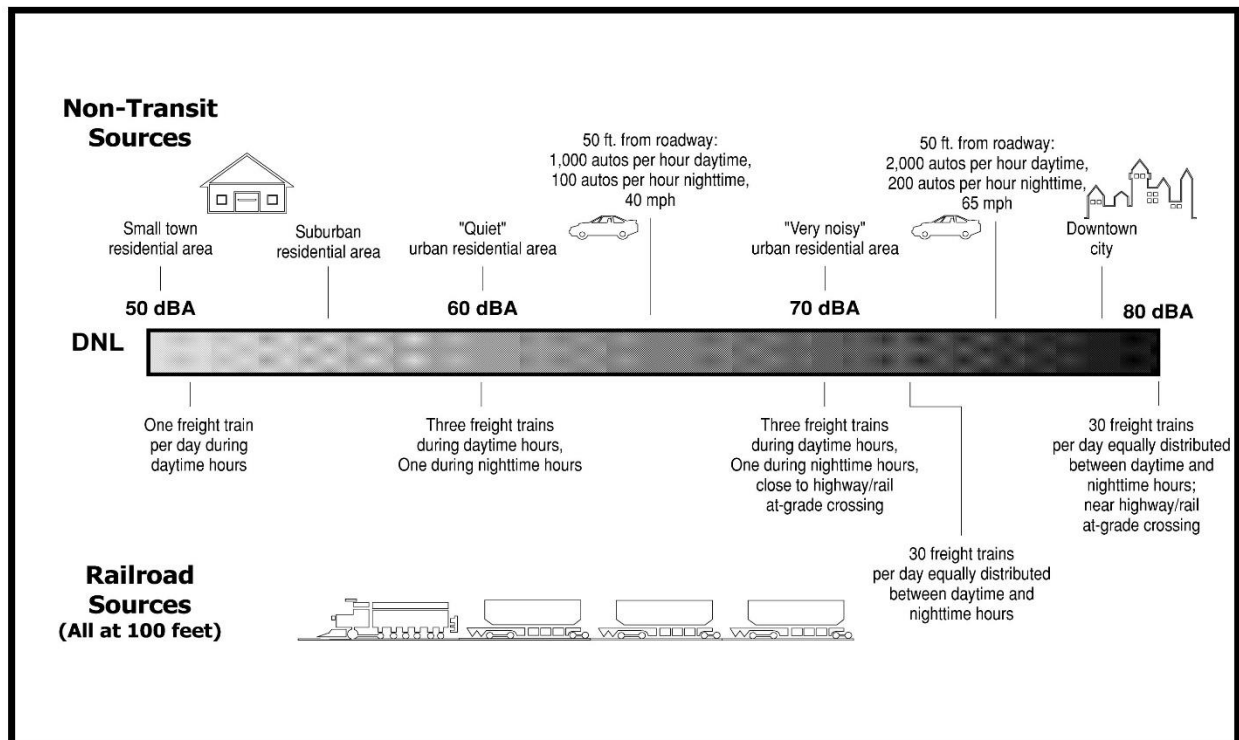 Non-Transit
Sources
Small town
residential area
Suburban
residential area
"Quiet"
urban residential area
50 ft. from roadway:
1,000 autos per hour daytime,
100 autos per hour nighttime,
40 mph
"Very noisy"
urban residential area
50 ft. from roadway:
2,000 autos per hour daytime,
200 autos per hour nighttime,
65 mph
Downtown
city
50 dBA
60 dBA
70 dBA
80 dBA
DNL
One freight train
per day during
daytime hours
Three freight trains
during daytime hours,
One during nighttime hours
Three freight trains
during daytime hours,
One during nighttime hours,
close to highway/rail
at-grade crossing
30 freight trains
per day equally distributed
between daytime and
nighttime hours
30 freight trains
per day equally distributed
between daytime and
nighttime hours;
near highway/rail
at-grade crossing
Railroad
Sources
(All at 100 feet)